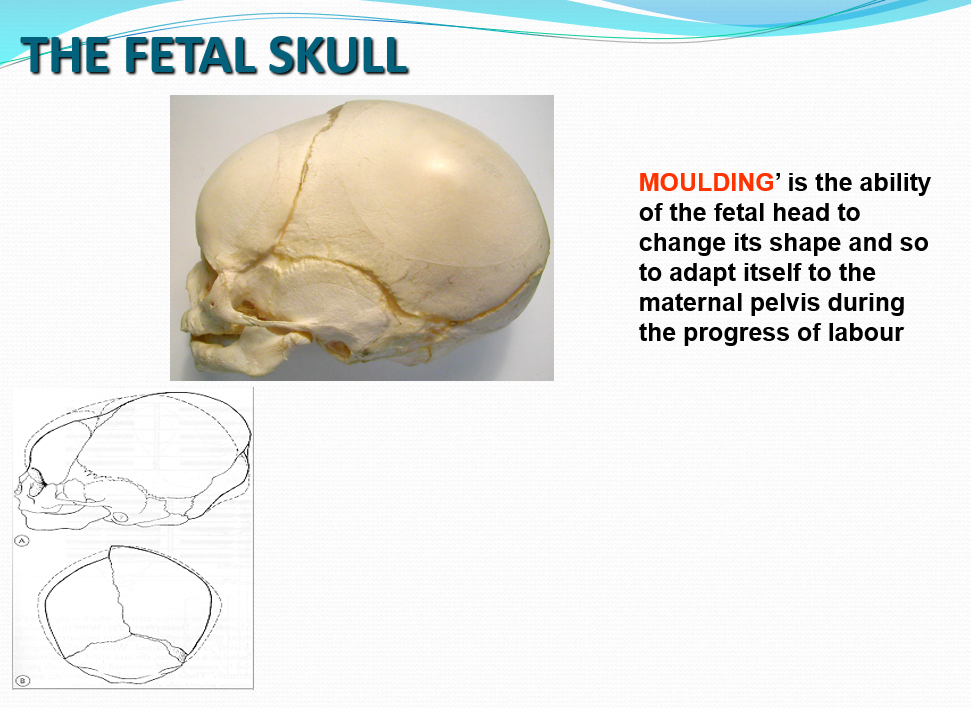 THE FETAL SKULL
MOULDING’ is the ability
of the fetal head to
change its shape and so
to adapt itself to the
maternal pelvis during
the progress of labour
A
B